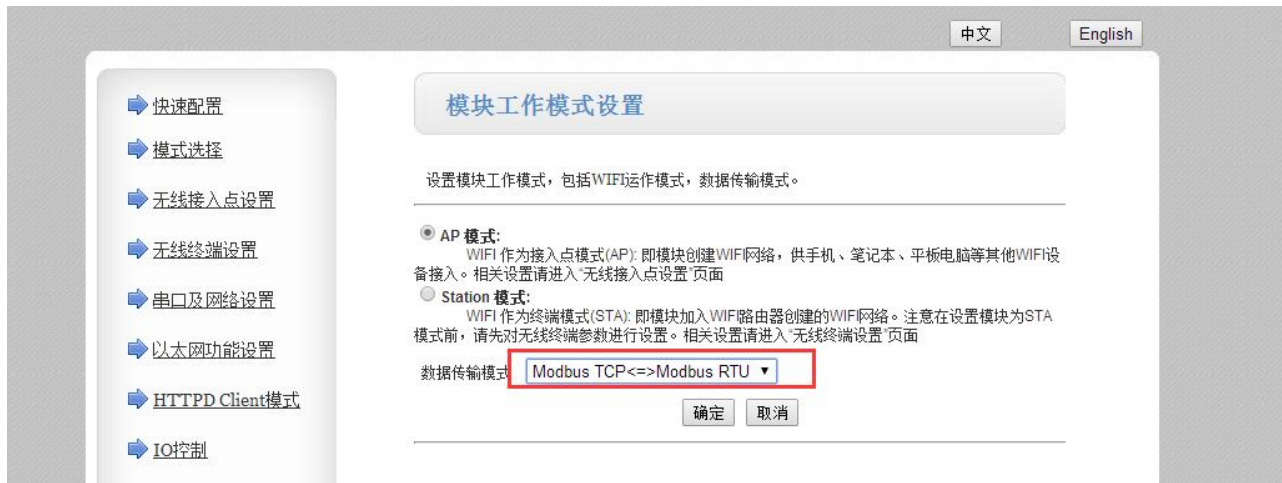 中文
English
快速配置
模式选择
无线接入点设置
无线终端设置
串口及网络设置
以太网功能设置
HTTPD Client模式
IO控制
模块工作模式设置
设置模块工作模式，包括WIFI运作模式，数据传输模式。
AP 模式:
WIFI 作为接入点模式(AP): 即模块创建WIFI网络，供手机、笔记本、平板电脑等其他WIFI设
备接入。相关设置请进入“无线接入点设置”页面
Station 模式:
WIFI 作为终端模式(STA): 即模块加入WIFI路由器创建的WIFI网络。注意在设置模块为STA
模式前，请先对无线终端参数进行设置。相关设置请进入“无线终端设置”页面
数据传输模式 Modbus TCP<=>Modbus RTU
确定 取消